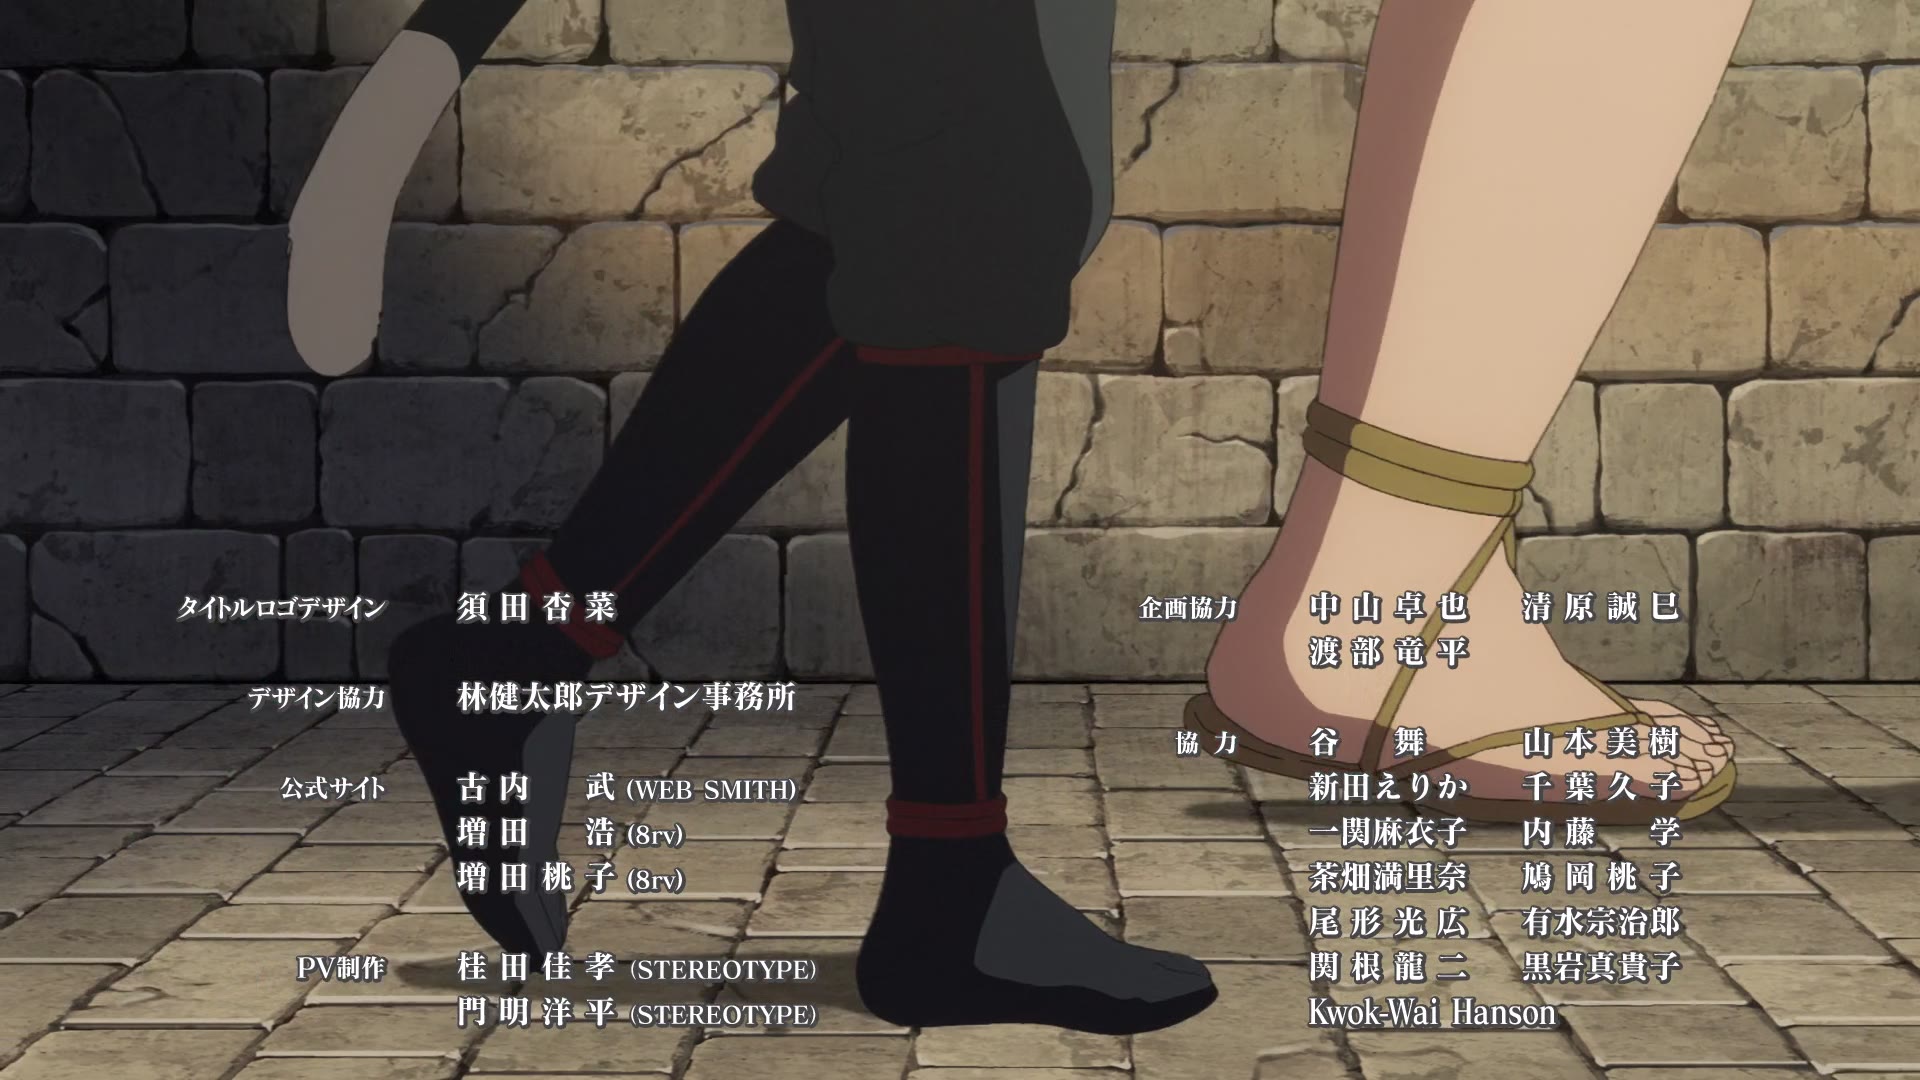 タイトルロゴデザイン 須田杏菜
デザイン協力 林健太郎デザイン事務所
公式サイト 古内 武 (WEB SMITH)
増田 浩 (8rv)
増田桃子 (8rv)
PV制作 桂田佳孝 (STEREOTYPE)
門明洋平 (STEREOTYPE)
企画協力 中山卓也 清原誠巳
渡部竜平
協力 谷 舞 山本美樹
新田えりか 千葉久子
一関麻衣子 内藤 学
茶畑満里奈 鳩岡桃子
尾形光広 有水宗治郎
関根龍二 黒岩真貴子
Kwok-Wai Hanson